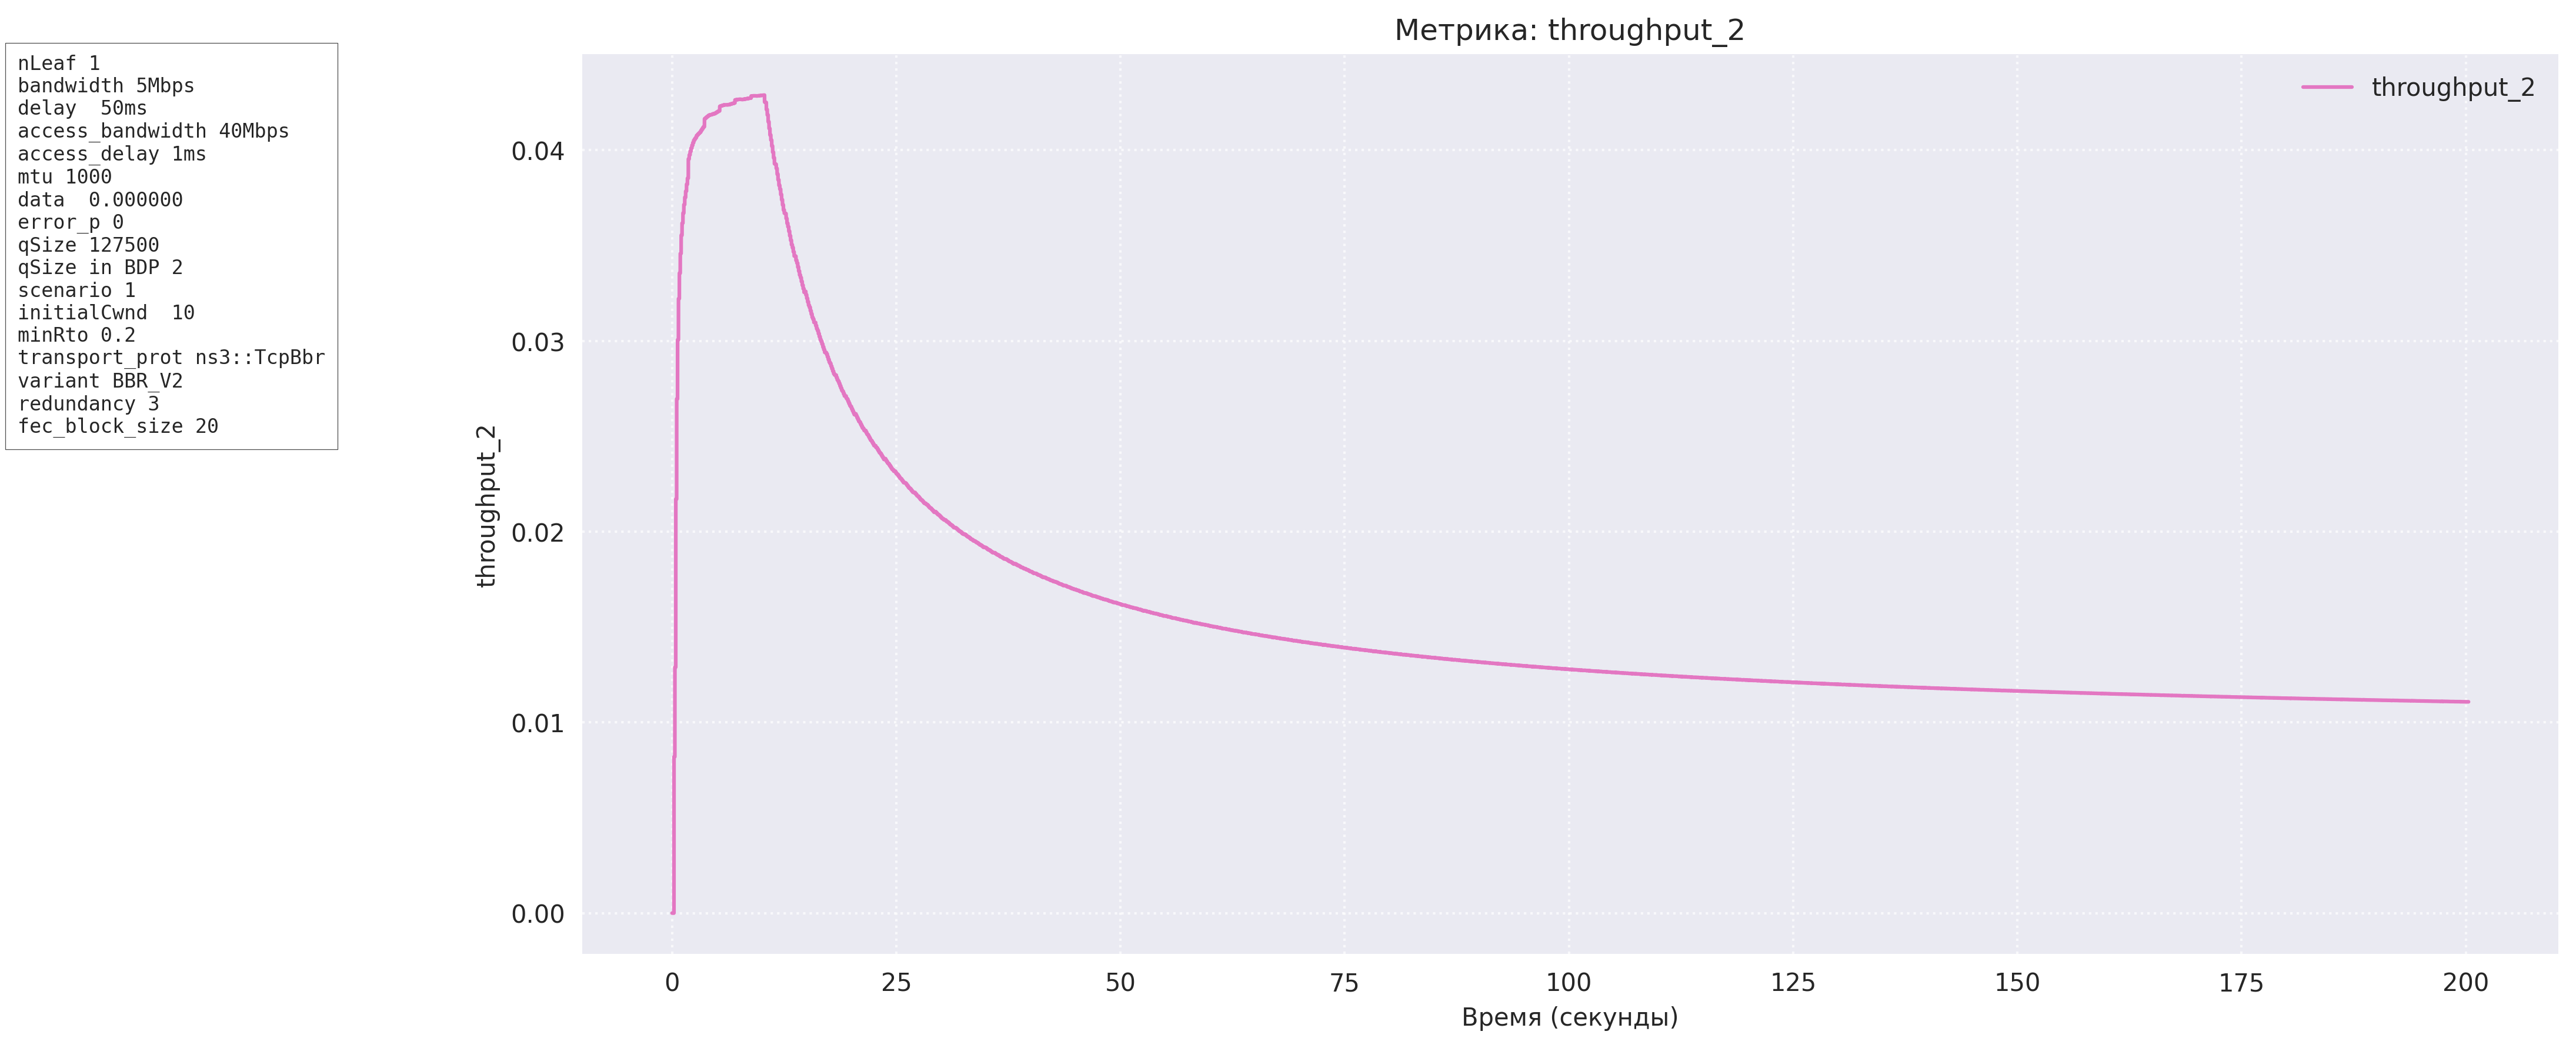 Метрика: throughput_2
nLeaf 1
bandwidth 5Mbps
delay  50ms
access_bandwidth 40Mbps
access_delay 1ms
mtu 1000
data  0.000000
error_p 0
qSize 127500
qSize in BDP 2
scenario 1
initialCwnd  10
minRto 0.2
transport_prot ns3::TcpBbr
variant BBR_V2
redundancy 3
fec_block_size 20
throughput_2
throughput_2
0.04
0.03
0.02
0.01
0.00
0 25 50 75 100 125 150 175 200
Время (секунды)